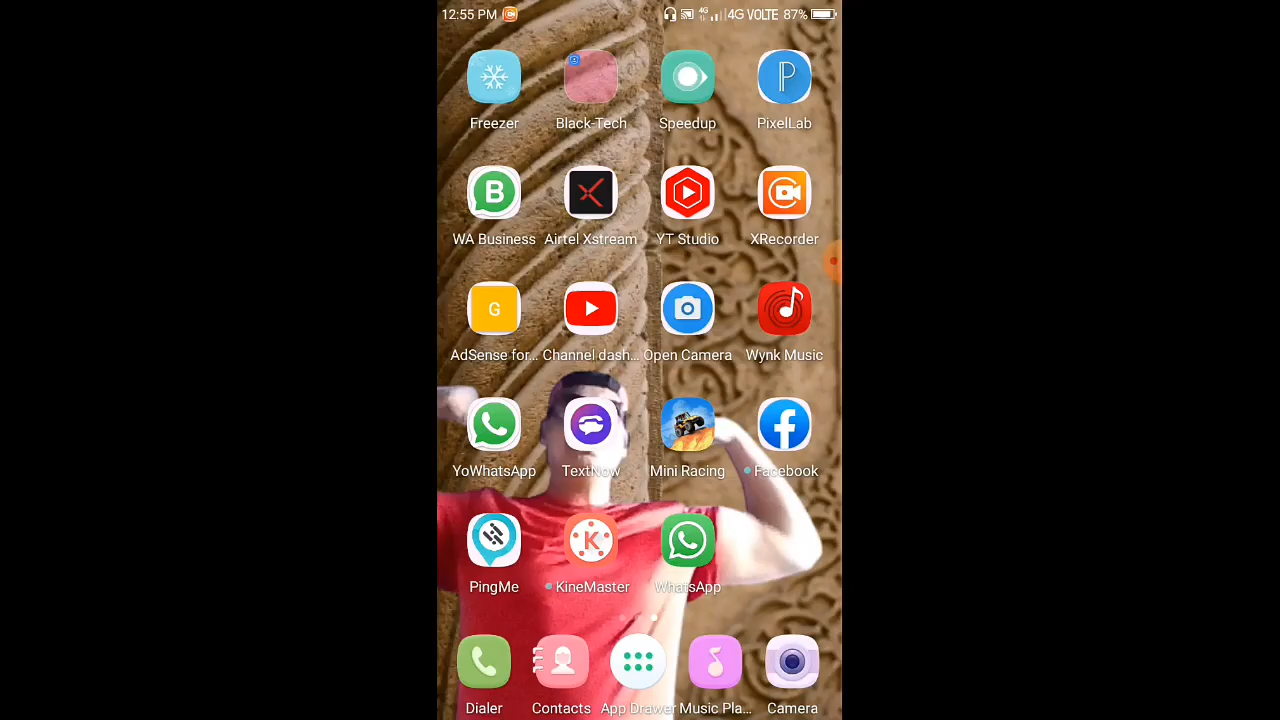 12:55 PM 4G 4G VOLTE 87%
Freezer Black-Tech Speedup PixelLab
B
WA Business Airtel Xstream YT Studio XRecorder
G
AdSense for... Channel dash... Open Camera Wynk Music
YoWhatsApp TextNow Mini Racing Facebook
K
PingMe KineMaster WhatsApp
Dialer Contacts App Drawer Music Pla... Camera